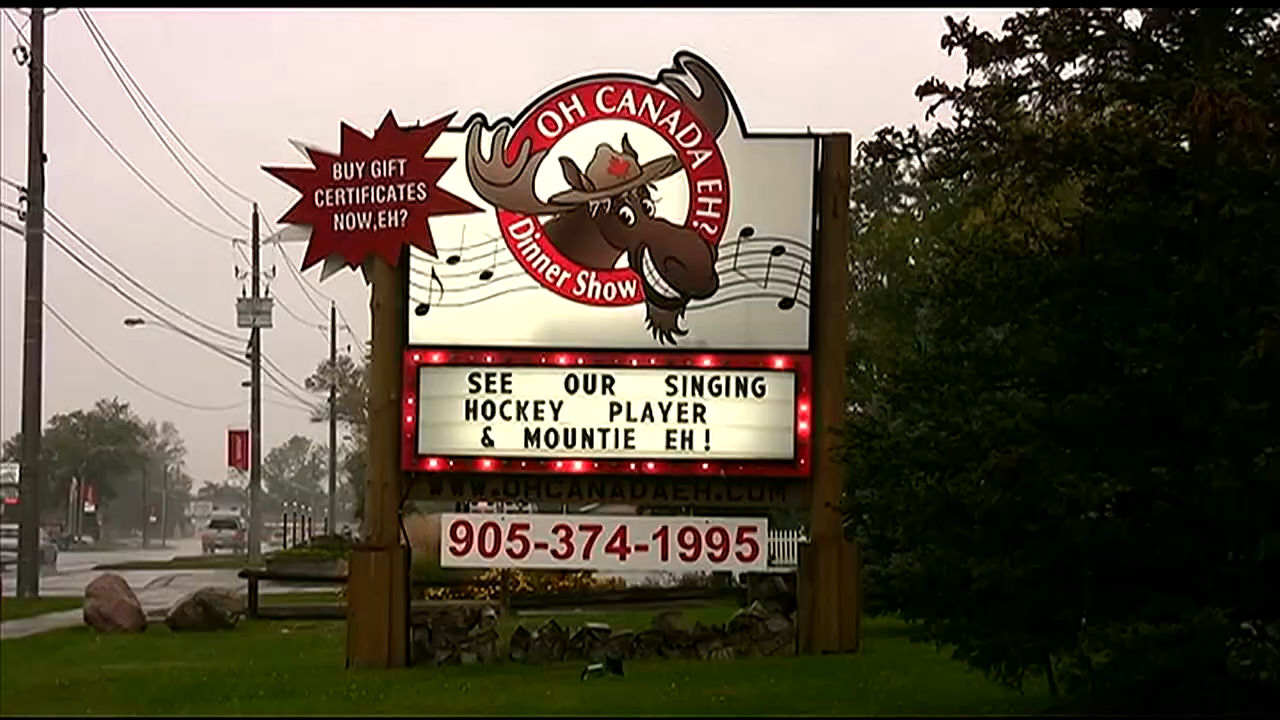 OH CANADA EH?
Dinner Show
BUY GIFT
CERTIFICATES
NOW,EH?
SEE OUR SINGING
HOCKEY PLAYER
& MOUNTIE EH!
WWW.OHCANADAEH.COM
905-374-1995